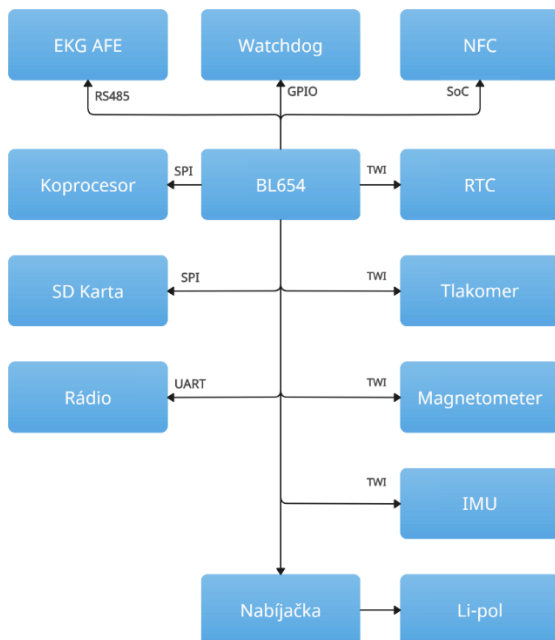 EKG AFE
Watchdog
NFC
RS485
GPIO
SoC
Koprocesor
SPI
BL654
TWI
RTC
SD Karta
SPI
TWI
Tlakomer
Rádio
UART
TWI
Magnetometer
TWI
IMU
Nabíjačka
Li-pol